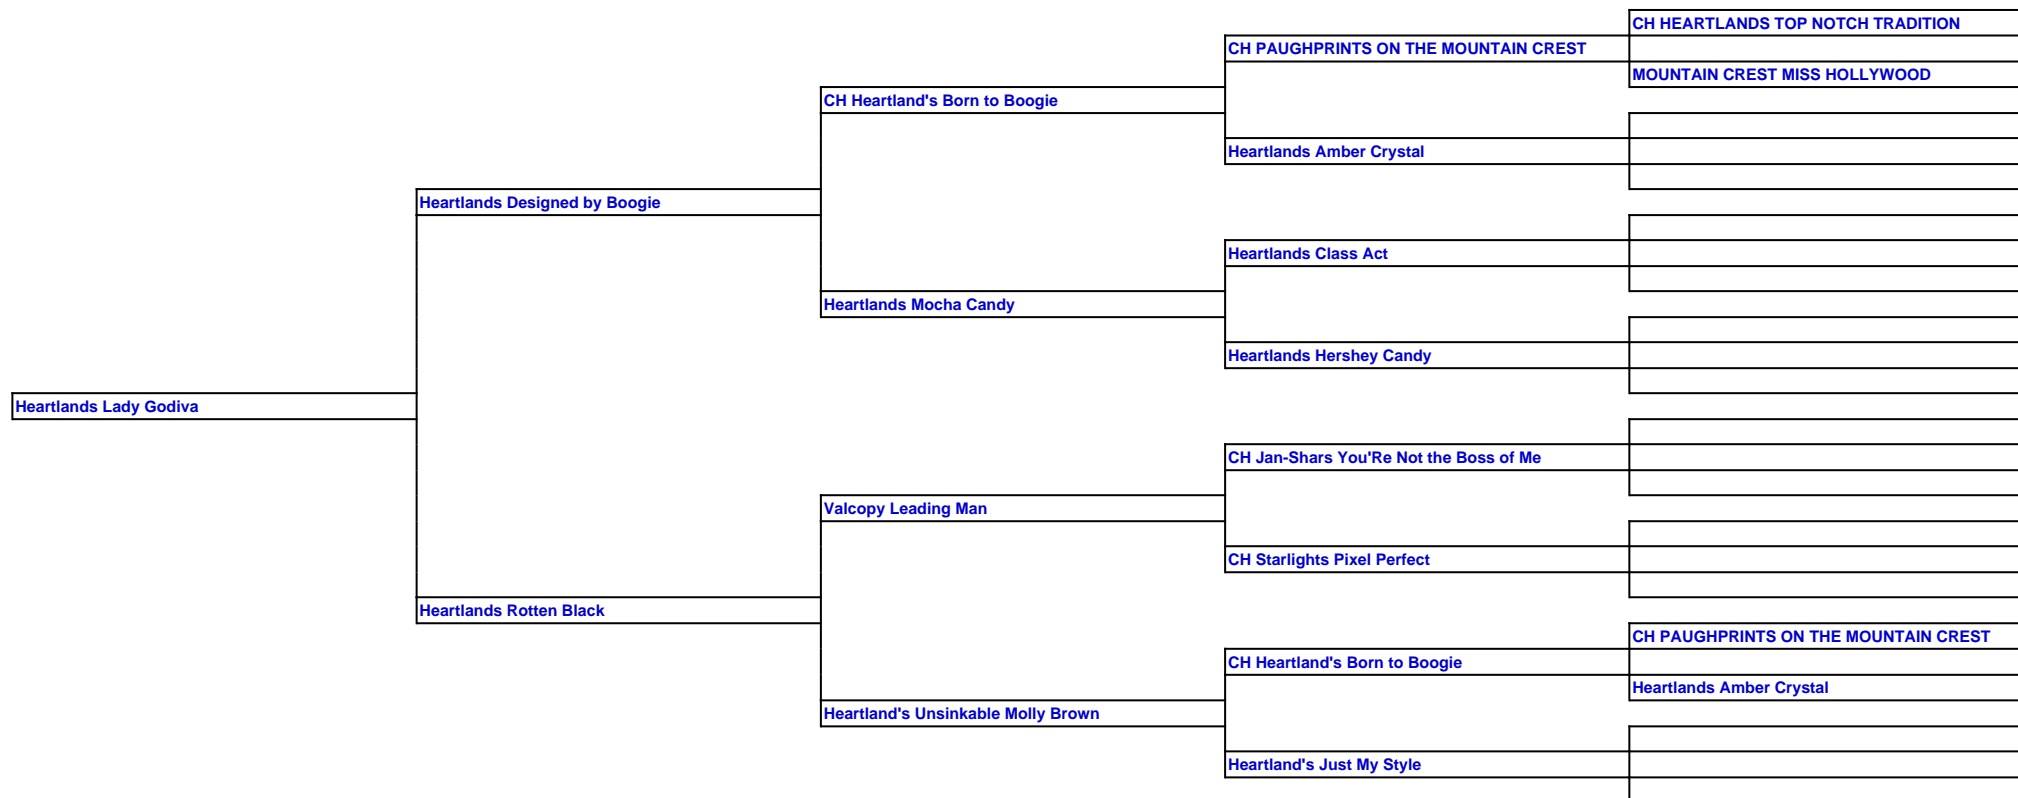 CH HEARTLANDS TOP NOTCH TRADITION
CH PAUGHPRINTS ON THE MOUNTAIN CREST
MOUNTAIN CREST MISS HOLLYWOOD
CH Heartland's Born to Boogie
Heartlands Amber Crystal
Heartlands Designed by Boogie
Heartlands Class Act
Heartlands Mocha Candy
Heartlands Hershey Candy
Heartlands Lady Godiva
CH Jan-Shars You'Re Not the Boss of Me
Valcopy Leading Man
CH Starlights Pixel Perfect
Heartlands Rotten Black
CH PAUGHPRINTS ON THE MOUNTAIN CREST
CH Heartland's Born to Boogie
Heartlands Amber Crystal
Heartland's Unsinkable Molly Brown
Heartland's Just My Style